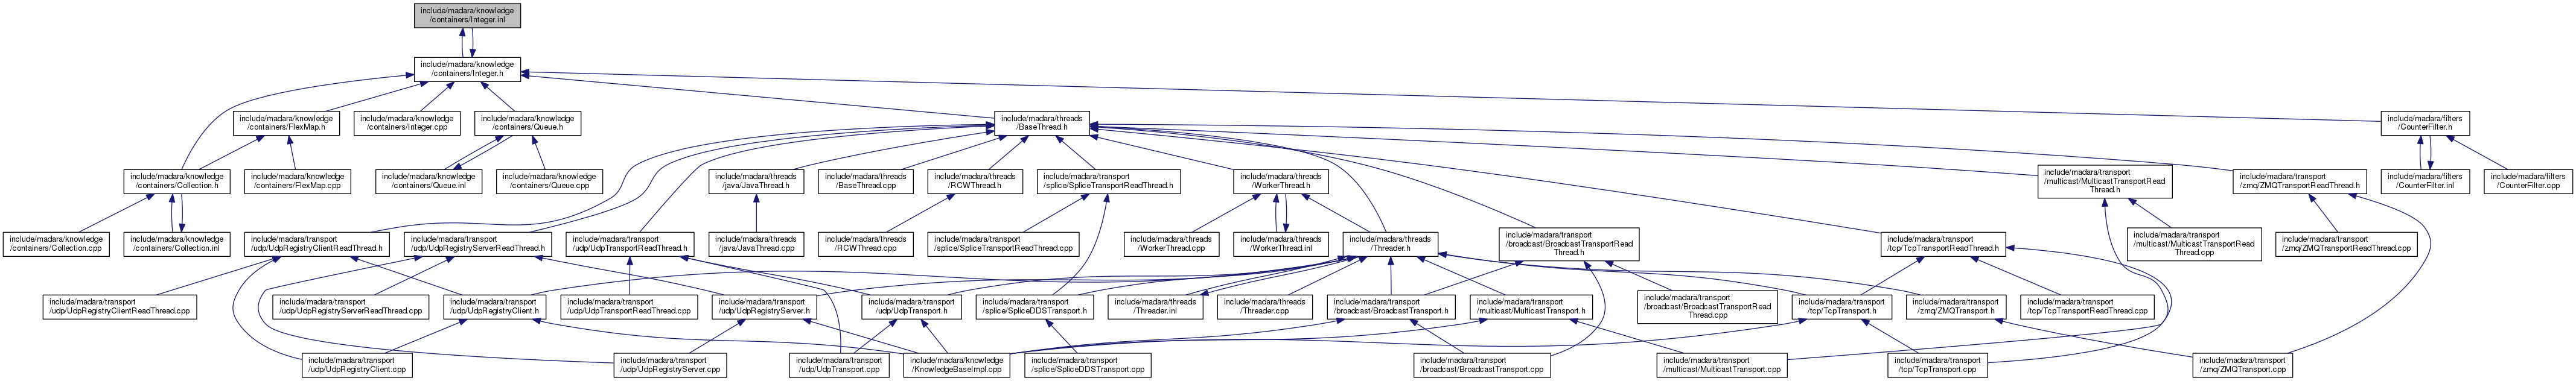 include/madara/knowledge
/containers/Integer.inl
include/madara/knowledge
/containers/Integer.h
include/madara/knowledge
/containers/FlexMap.h
include/madara/knowledge
/containers/Integer.cpp
include/madara/knowledge
/containers/Queue.h
include/madara/threads
/BaseThread.h
include/madara/filters
/CounterFilter.h
include/madara/knowledge
/containers/Collection.h
include/madara/knowledge
/containers/FlexMap.cpp
include/madara/knowledge
/containers/Queue.inl
include/madara/knowledge
/containers/Queue.cpp
include/madara/threads
/java/JavaThread.h
include/madara/threads
/BaseThread.cpp
include/madara/threads
/RCWThread.h
include/madara/transport
/splice/SpliceTransportReadThread.h
include/madara/threads
/WorkerThread.h
include/madara/transport
/multicast/MulticastTransportRead
Thread.h
include/madara/transport
/zmq/ZMQTransportReadThread.h
include/madara/filters
/CounterFilter.inl
include/madara/filters
/CounterFilter.cpp
include/madara/knowledge
/containers/Collection.cpp
include/madara/knowledge
/containers/Collection.inl
include/madara/transport
/udp/UdpRegistryClientReadThread.h
include/madara/transport
/udp/UdpRegistryServerReadThread.h
include/madara/transport
/udp/UdpTransportReadThread.h
include/madara/threads
/java/JavaThread.cpp
include/madara/threads
/RCWThread.cpp
include/madara/transport
/splice/SpliceTransportReadThread.cpp
include/madara/threads
/WorkerThread.cpp
include/madara/threads
/WorkerThread.inl
include/madara/threads
/Threader.h
include/madara/transport
/broadcast/BroadcastTransportRead
Thread.h
include/madara/transport
/tcp/TcpTransportReadThread.h
include/madara/transport
/multicast/MulticastTransportRead
Thread.cpp
include/madara/transport
/zmq/ZMQTransportReadThread.cpp
include/madara/transport
/udp/UdpRegistryClientReadThread.cpp
include/madara/transport
/udp/UdpRegistryServerReadThread.cpp
include/madara/transport
/udp/UdpRegistryClient.h
include/madara/transport
/udp/UdpTransportReadThread.cpp
include/madara/transport
/udp/UdpRegistryServer.h
include/madara/transport
/udp/UdpTransport.h
include/madara/transport
/splice/SpliceDDSTransport.h
include/madara/threads
/Threader.inl
include/madara/threads
/Threader.cpp
include/madara/transport
/broadcast/BroadcastTransport.h
include/madara/transport
/multicast/MulticastTransport.h
include/madara/transport
/broadcast/BroadcastTransportRead
Thread.cpp
include/madara/transport
/tcp/TcpTransport.h
include/madara/transport
/zmq/ZMQTransport.h
include/madara/transport
/tcp/TcpTransportReadThread.cpp
include/madara/transport
/udp/UdpRegistryClient.cpp
include/madara/transport
/udp/UdpRegistryServer.cpp
include/madara/transport
/udp/UdpTransport.cpp
include/madara/knowledge
/KnowledgeBaseImpl.cpp
include/madara/transport
/splice/SpliceDDSTransport.cpp
include/madara/transport
/broadcast/BroadcastTransport.cpp
include/madara/transport
/multicast/MulticastTransport.cpp
include/madara/transport
/tcp/TcpTransport.cpp
include/madara/transport
/zmq/ZMQTransport.cpp